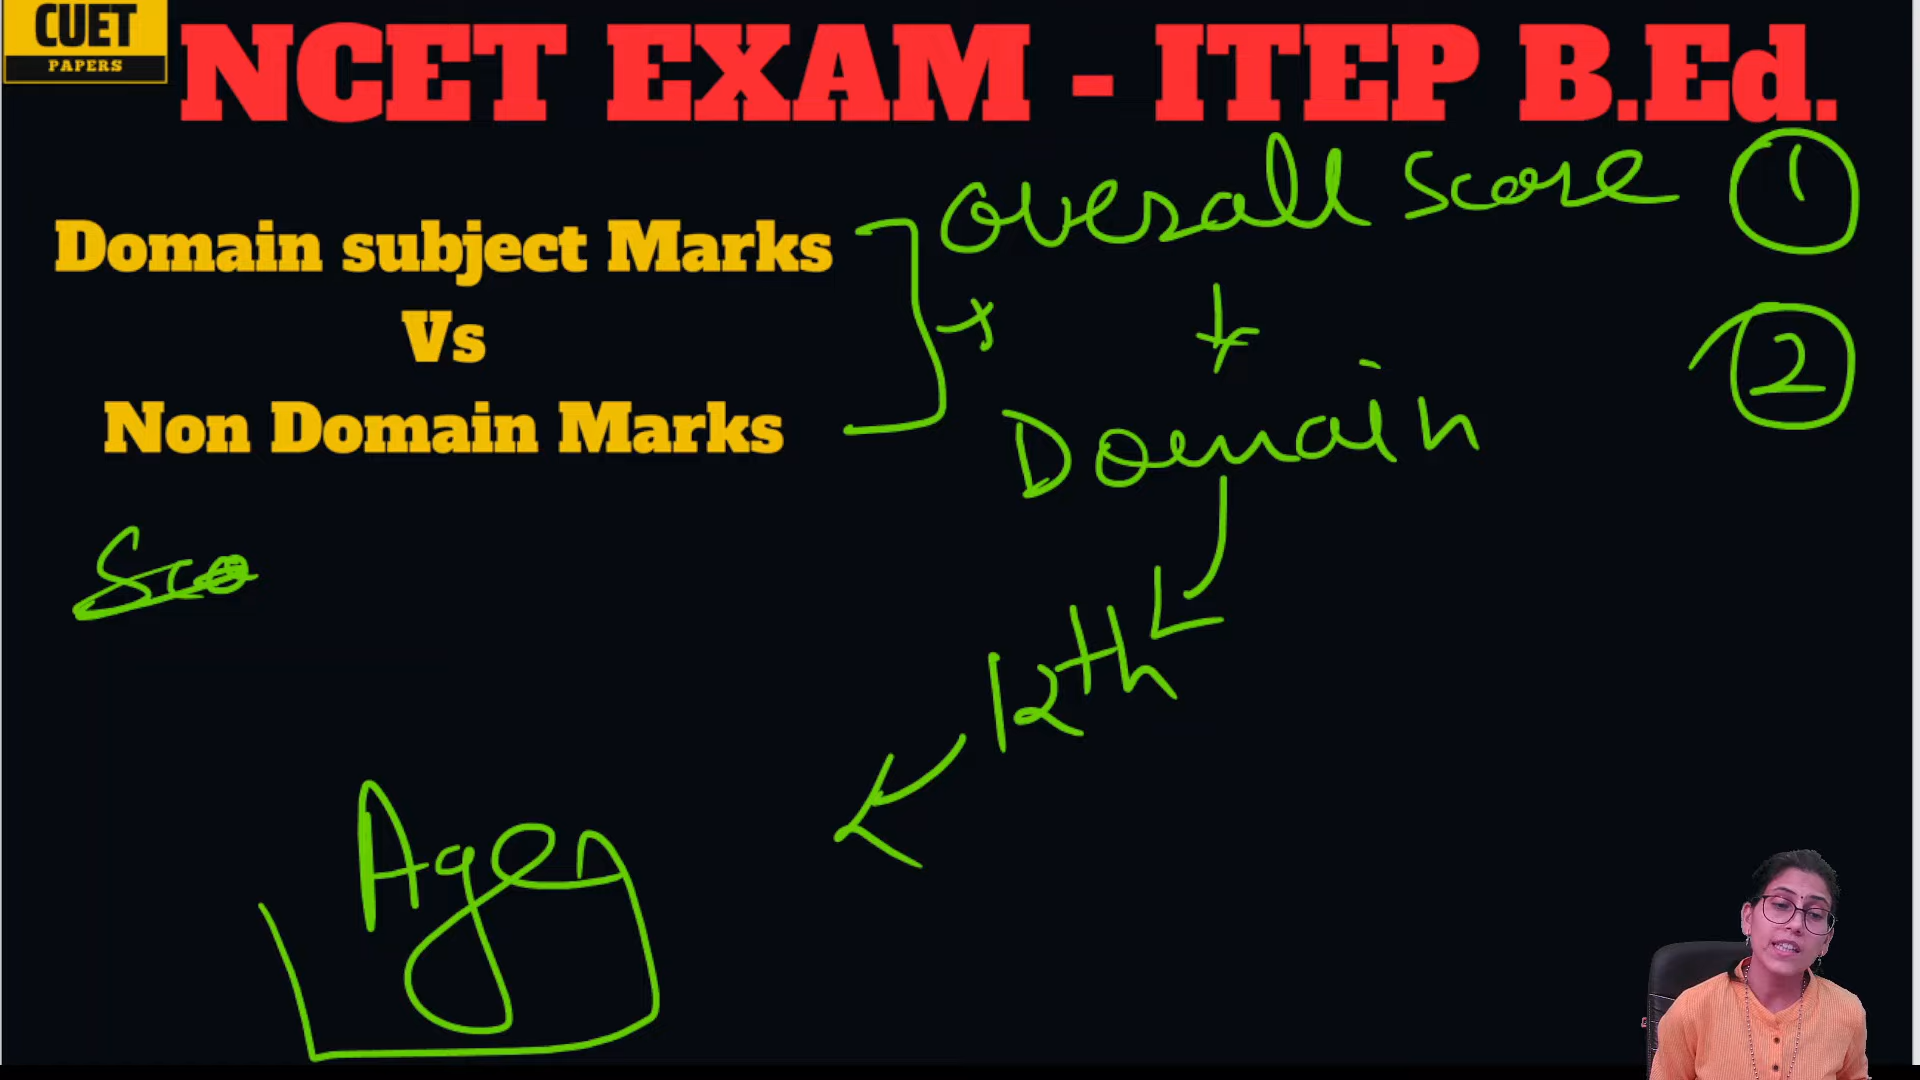 CUET
PAPERS
NCET EXAM - ITEP B.Ed.
overall score 1
Domain subject Marks
Vs
Non Domain Marks
+
+
2
Domain
12th
Age